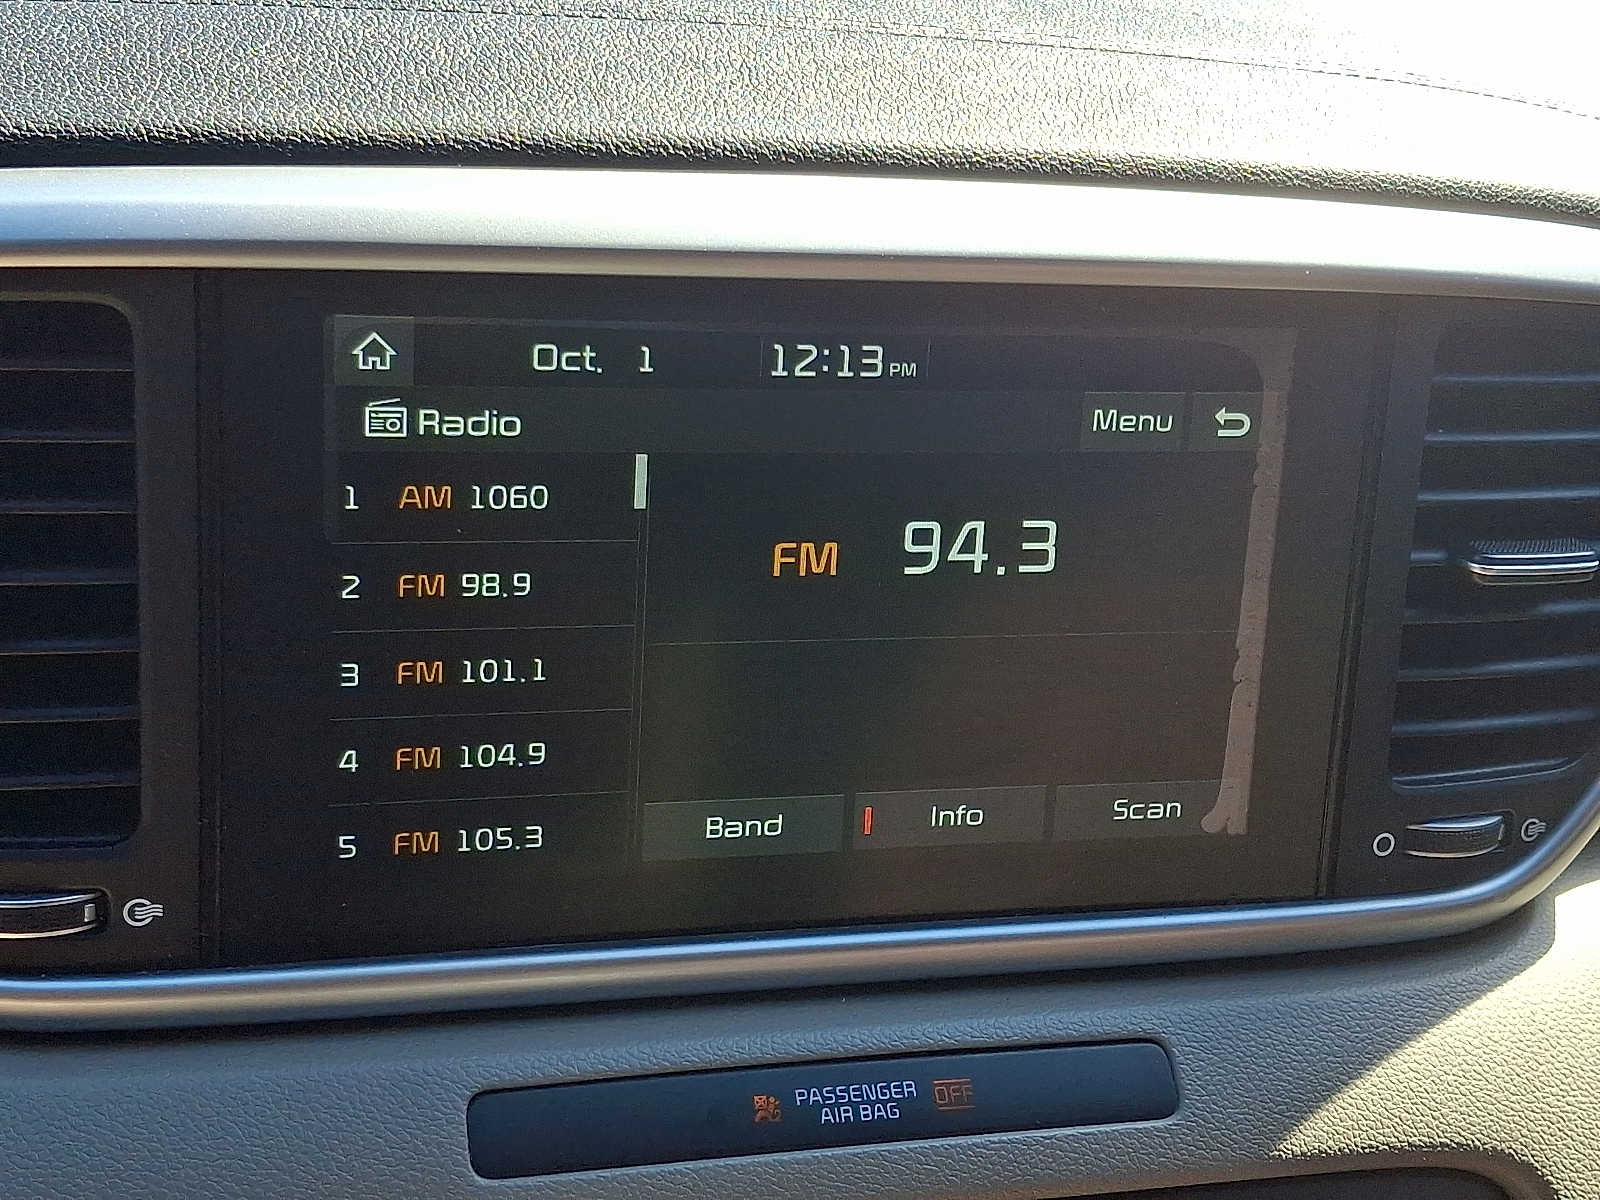 Oct. 1 12:13 PM
Radio Menu
1 AM 1060
2 FM 98.9
3 FM 101.1
4 FM 104.9
5 FM 105.3
FM 94.3
Band Info Scan
PASSENGER
AIR BAG OFF